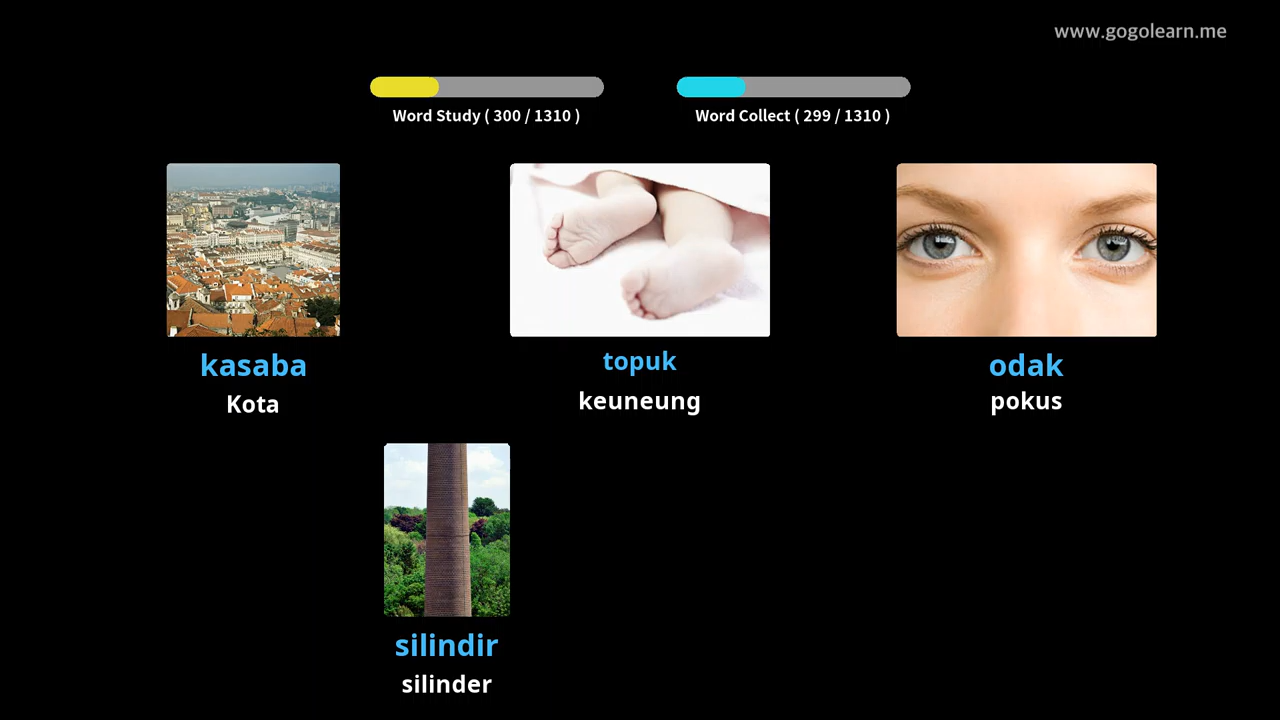 www.gogolearn.me
Word Study ( 300 / 1310 )
Word Collect ( 299 / 1310 )
kasaba
Kota
topuk
keuneung
odak
pokus
silindir
silinder